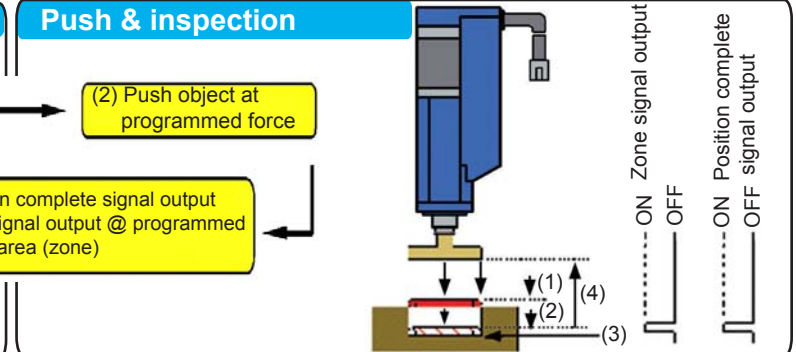 Push & inspection
(2) Push object at
programmed force
n complete signal output
ignal output @ programmed
area (zone)
(1)
(2)
(4)
(3)
ON Zone signal output
OFF
ON Position complete
OFF signal output